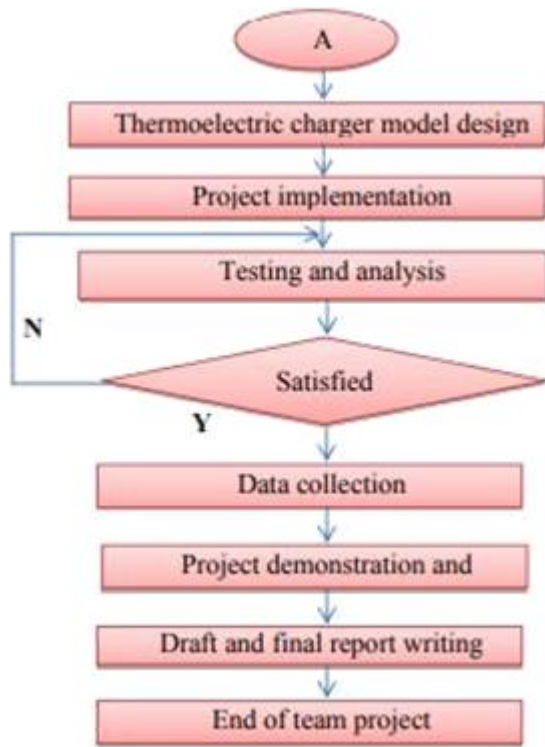 A
Thermoelectric charger model design
Project implementation
Testing and analysis
N
Satisfied
Y
Data collection
Project demonstration and
Draft and final report writing
End of team project